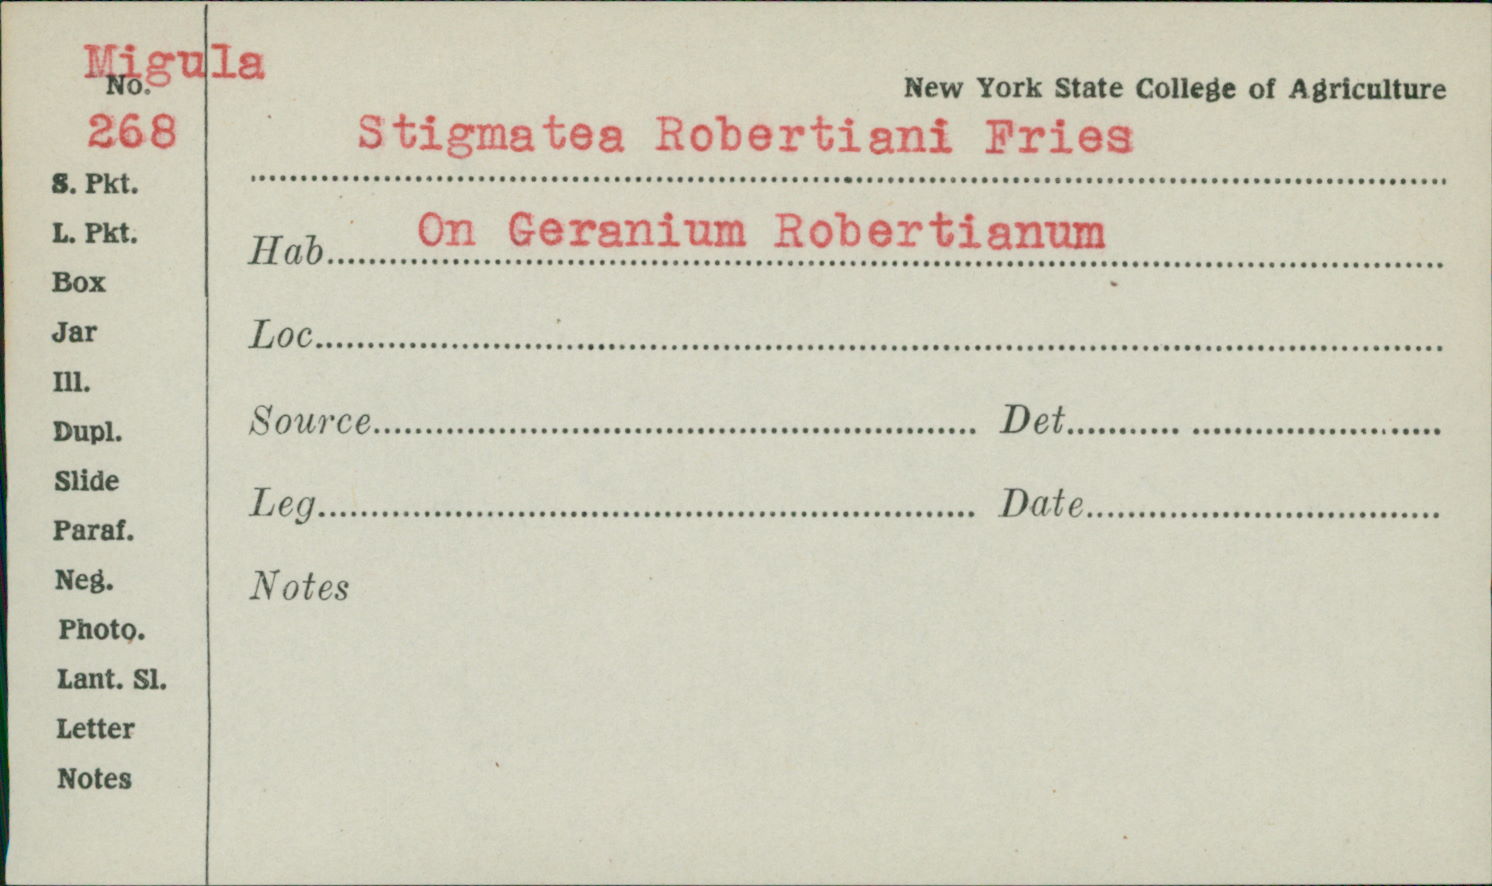 Migula
No.
268
New York State College of Agriculture
Stigmatea Robertiani Fries
S. Pkt.
L. Pkt.
Box
Jar
Ill.
Dupl.
Slide
Paraf.
Neg.
Photo.
Lant. Sl.
Letter
Notes
Hab. On Geranium Robertianum
Loc.
Source Det.
Leg. Date
Notes